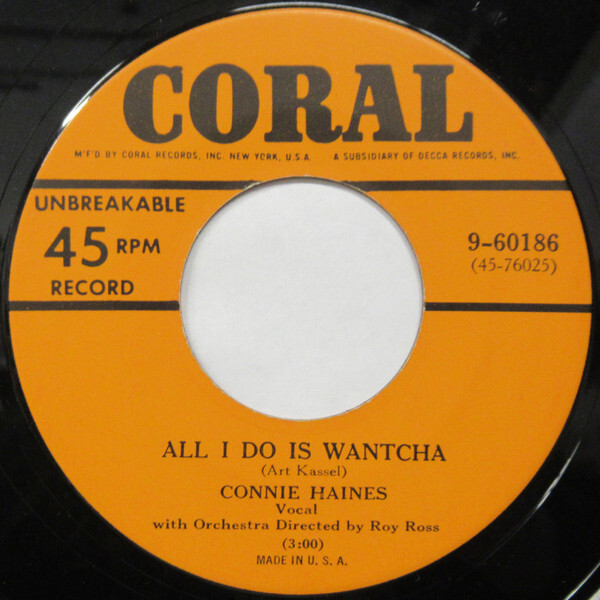 CORAL
M'F'D BY CORAL RECORDS, INC. NEW YORK, U.S.A. A SUBSIDIARY OF DECCA RECORDS, INC.
UNBREAKABLE
45 RPM
RECORD
9-60186
(45-76025)
ALL I DO IS WANTCHA
(Art Kassel)
CONNIE HAINES
Vocal
with Orchestra Directed by Roy Ross
(3:00)
MADE IN U. S. A.